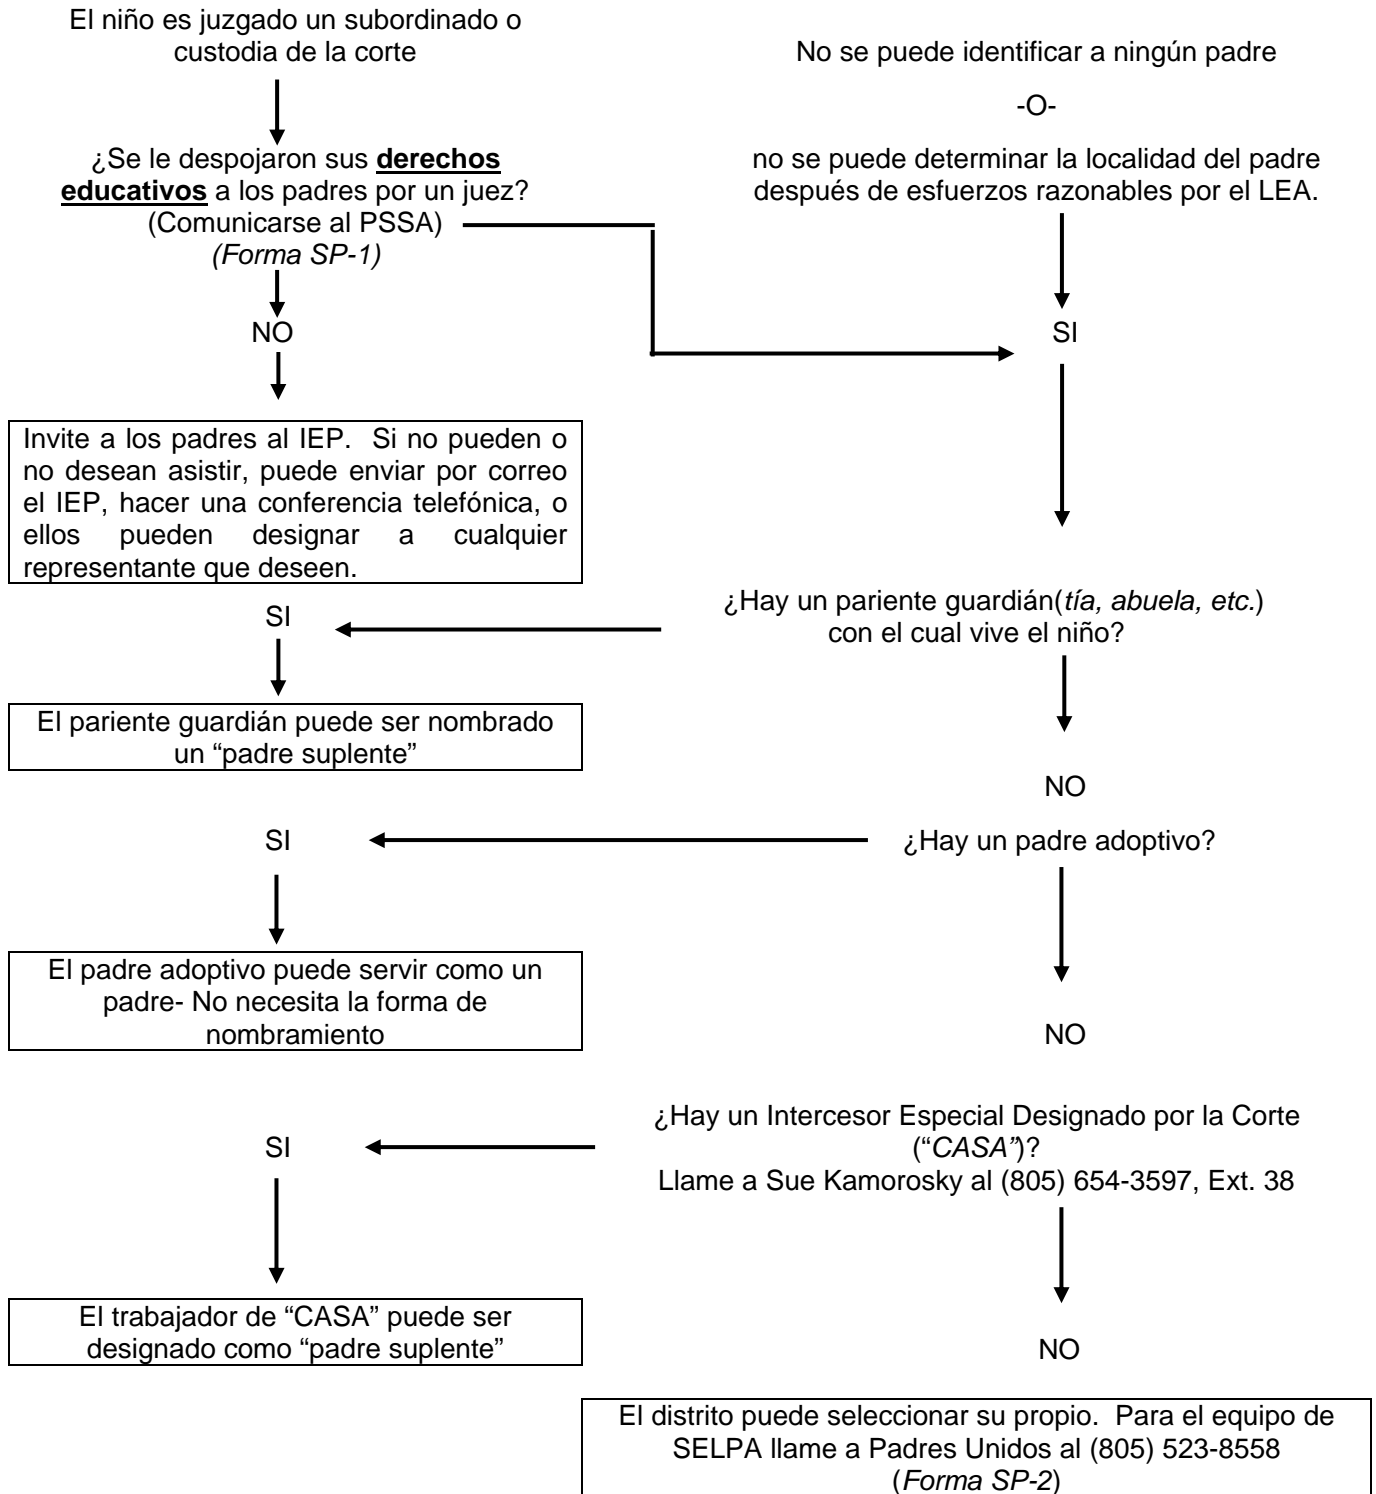 El niño es juzgado un subordinado o
custodia de la corte
No se puede identificar a ningún padre
-O-
¿Se le despojaron sus derechos
educativos a los padres por un juez?
(Comunicarse al PSSA)
(Forma SP-1)
no se puede determinar la localidad del padre
después de esfuerzos razonables por el LEA.
NO
SI
Invite a los padres al IEP. Si no pueden o
no desean asistir, puede enviar por correo
el IEP, hacer una conferencia telefónica, o
ellos pueden designar a cualquier
representante que deseen.
¿Hay un pariente guardián(tía, abuela, etc.)
con el cual vive el niño?
SI
El pariente guardián puede ser nombrado
un “padre suplente”
NO
SI
¿Hay un padre adoptivo?
El padre adoptivo puede servir como un
padre- No necesita la forma de
nombramiento
NO
¿Hay un Intercesor Especial Designado por la Corte
(“CASA”)?
Llame a Sue Kamorosky al (805) 654-3597, Ext. 38
SI
El trabajador de “CASA” puede ser
designado como “padre suplente”
NO
El distrito puede seleccionar su propio. Para el equipo de
SELPA llame a Padres Unidos al (805) 523-8558
(Forma SP-2)